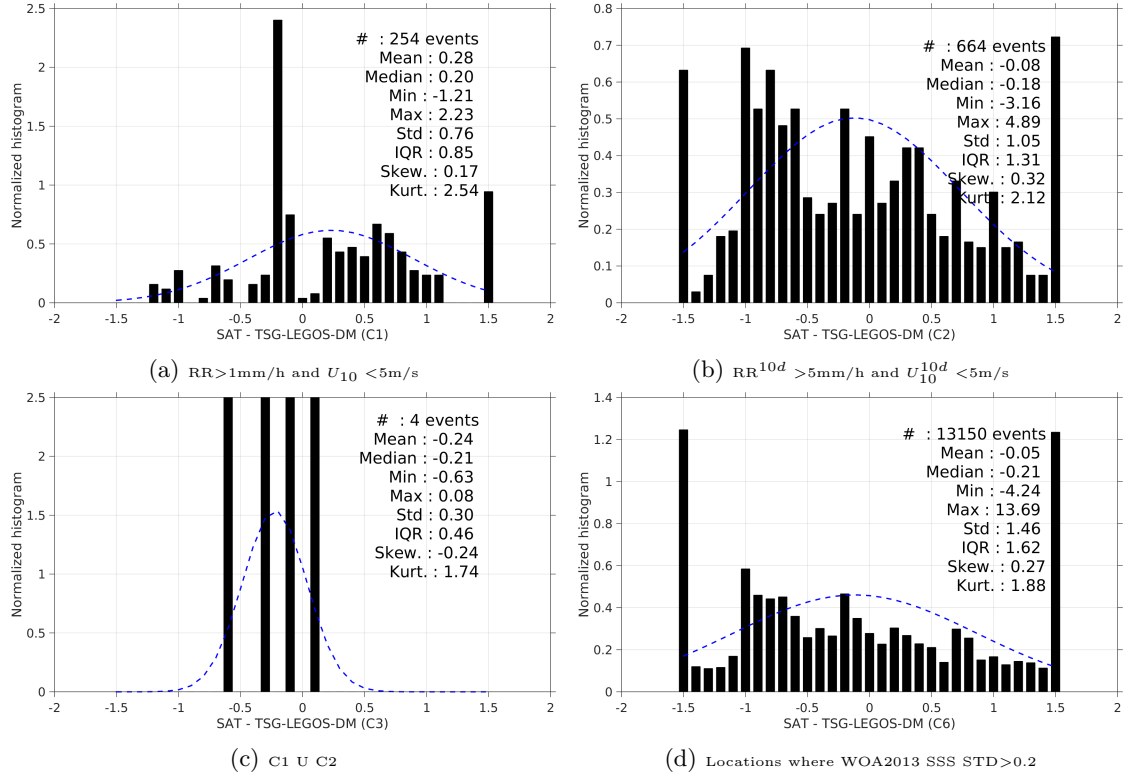 2.5
2
1.5
1
0.5
0
Normalized histogram
# : 254 events
Mean : 0.28
Median : 0.20
Min : -1.21
Max : 2.23
Std : 0.76
IQR : 0.85
Skew. : 0.17
Kurt. : 2.54
-2 -1.5 -1 -0.5 0 0.5 1 1.5 2
SAT - TSG-LEGOS-DM (C1)
(a) RR>1mm/h and U10 <5m/s
0.8
0.7
0.6
0.5
0.4
0.3
0.2
0.1
0
Normalized histogram
# : 664 events
Mean : -0.08
Median : -0.18
Min : -3.16
Max : 4.89
Std : 1.05
IQR : 1.31
Skew. : 0.32
Kurt. : 2.12
-2 -1.5 -1 -0.5 0 0.5 1 1.5 2
SAT - TSG-LEGOS-DM (C2)
(b) RR10d >5mm/h and U10 10d <5m/s
2.5
2
1.5
1
0.5
0
Normalized histogram
# : 4 events
Mean : -0.24
Median : -0.21
Min : -0.63
Max : 0.08
Std : 0.30
IQR : 0.46
Skew. : -0.24
Kurt. : 1.74
-2 -1.5 -1 -0.5 0 0.5 1 1.5 2
SAT - TSG-LEGOS-DM (C3)
(c) C1 U C2
1.4
1.2
1
0.8
0.6
0.4
0.2
0
Normalized histogram
# : 13150 events
Mean : -0.05
Median : -0.21
Min : -4.24
Max : 13.69
Std : 1.46
IQR : 1.62
Skew. : 0.27
Kurt. : 1.88
-2 -1.5 -1 -0.5 0 0.5 1 1.5 2
SAT - TSG-LEGOS-DM (C6)
(d) Locations where WOA2013 SSS STD>0.2